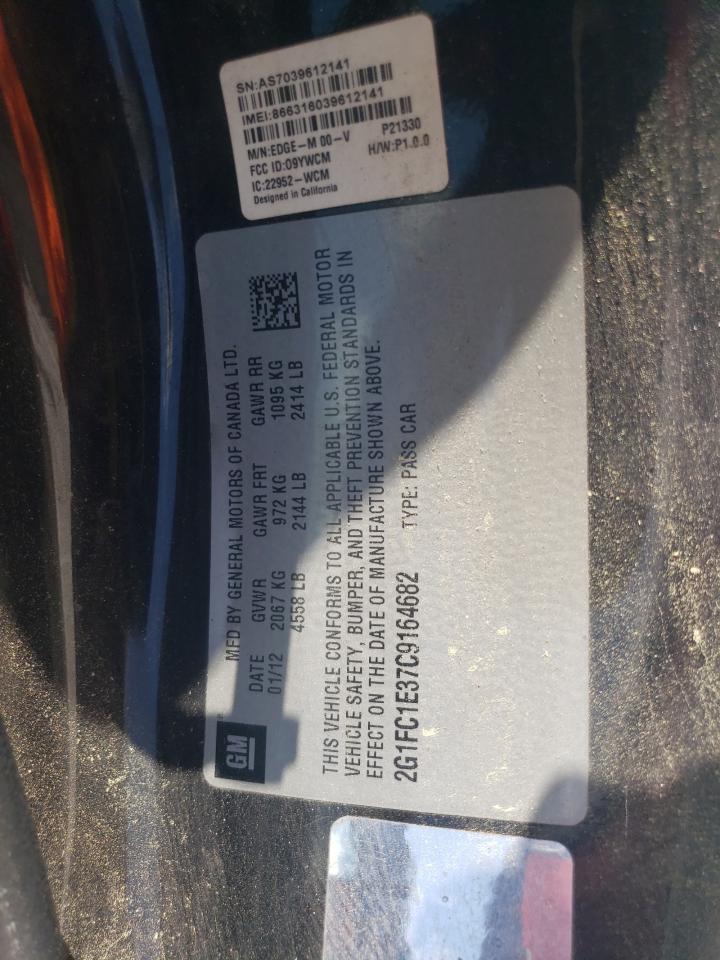 SN:AS7039612141
IMEI:866316039612141
M/N:EDGE-M 00-V P21330
FCC ID:O9YWCM H/W:P1.0.0
IC:22952-WCM
Designed in California
GM
MFD BY GENERAL MOTORS OF CANADA LTD.
DATE GVWR GAWR FRT GAWR RR
01/12 2067 KG 972 KG 1095 KG
4558 LB 2144 LB 2414 LB
THIS VEHICLE CONFORMS TO ALL APPLICABLE U.S. FEDERAL MOTOR
VEHICLE SAFETY, BUMPER, AND THEFT PREVENTION STANDARDS IN
EFFECT ON THE DATE OF MANUFACTURE SHOWN ABOVE.
2G1FC1E37C9164682 TYPE: PASS CAR